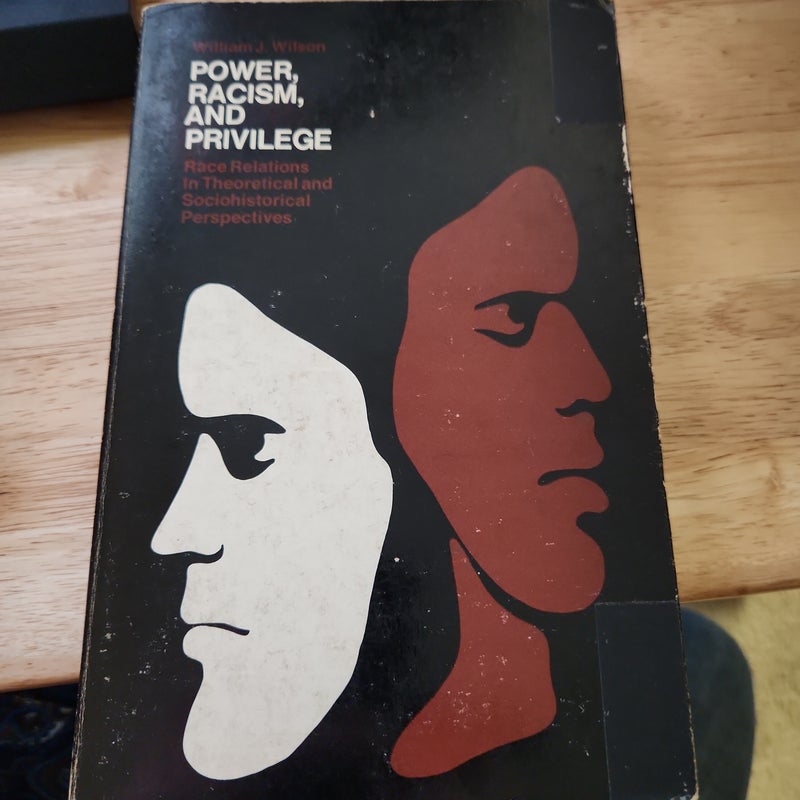 William J. Wilson
POWER,
RACISM,
AND
PRIVILEGE
Race Relations
in Theoretical and
Sociohistorical
Perspectives